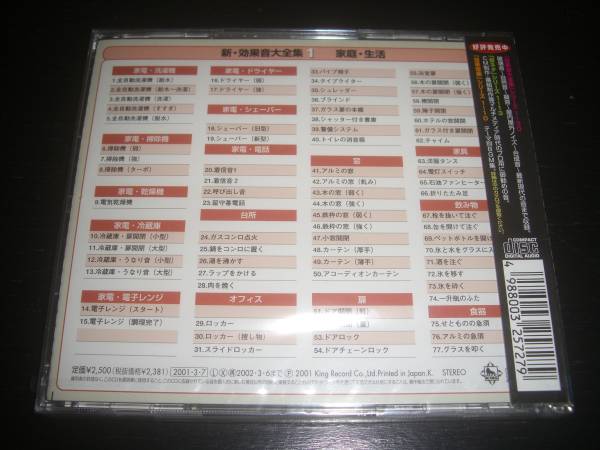 新・効果音大全集1 家庭・生活
家電・洗濯機
1.全自動洗濯機(給水)
2.全自動洗濯機(給水→洗濯)
3.全自動洗濯機(洗濯)
4.全自動洗濯機(すすぎ)
5.全自動洗濯機(脱水)
家電・掃除機
6.掃除機(弱)
7.掃除機(強)
8.掃除機(ターボ)
家電・乾燥機
9.電気乾燥機
家電・冷蔵庫
10.冷蔵庫・扉開閉(小型)
11.冷蔵庫・扉開閉(大型)
12.冷蔵庫・うなり音(小型)
13.冷蔵庫・うなり音(大型)
家電・電子レンジ
14.電子レンジ(スタート)
15.電子レンジ(調理完了)
家電・ドライヤー
16.ドライヤー(弱)
17.ドライヤー(強)
家電・シェーバー
18.シェーバー(旧型)
19.シェーバー(新型)
家電・電話
20.着信音1
21.着信音2
22.呼び出し音
23.留守番電話
台所
24.ガスコンロ点火
25.鍋をコンロに置く
26.湯を沸かす
27.ラップをかける
28.肉を焼く
オフィス
29.ロッカー
30.ロッカー(捜し物)
31.スライドロッカー
33.パイプ椅子
34.タイプライター
35.シュレッダー
36.ブラインド
37.ガラス扉の本棚
38.シャッター付き書庫
39.警備システム
40.トイレの消音器
窓
41.アルミの窓
42.アルミの窓(軋み)
43.木の窓(弱く)
44.木の窓(強く)
45.鉄枠の窓(弱く)
46.鉄枠の窓(強く)
47.小窓開閉
48.カーテン(厚手)
49.カーテン(薄手)
50.アコーディオンカーテン
扉
53.ドアロック
54.ドアチェーンロック
55.浴室扉
56.木の扉開閉(弱く)
57.木の扉開閉(強く)
58.襖開閉
59.障子開閉
60.ホテルの窓開閉
61.ガラス付き扉開閉
62.チャイム
家具
63.洋服タンス
64.電灯スイッチ
65.石油ファンヒーター
66.折りたたみ足
飲み物
67.栓を抜いて注ぐ
68.缶を開けて注ぐ
69.ペットボトルを開け
70.氷と水をグラスに入
71.酒を注ぐ
72.氷を移す
73.氷を砕く
74.一升瓶のふた
食器
75.せともの の急須
76.アルミの急須
77.グラスを叩く
定価¥2,500(税抜価格¥2,381) 2001・3・7 2002・3・6まで Ⓟ 2001 King Record Co.,Ltd.Printed in Japan.K. STEREO
好評発売中
COMPACT
disc
DIGITAL AUDIO
4 988003 257279